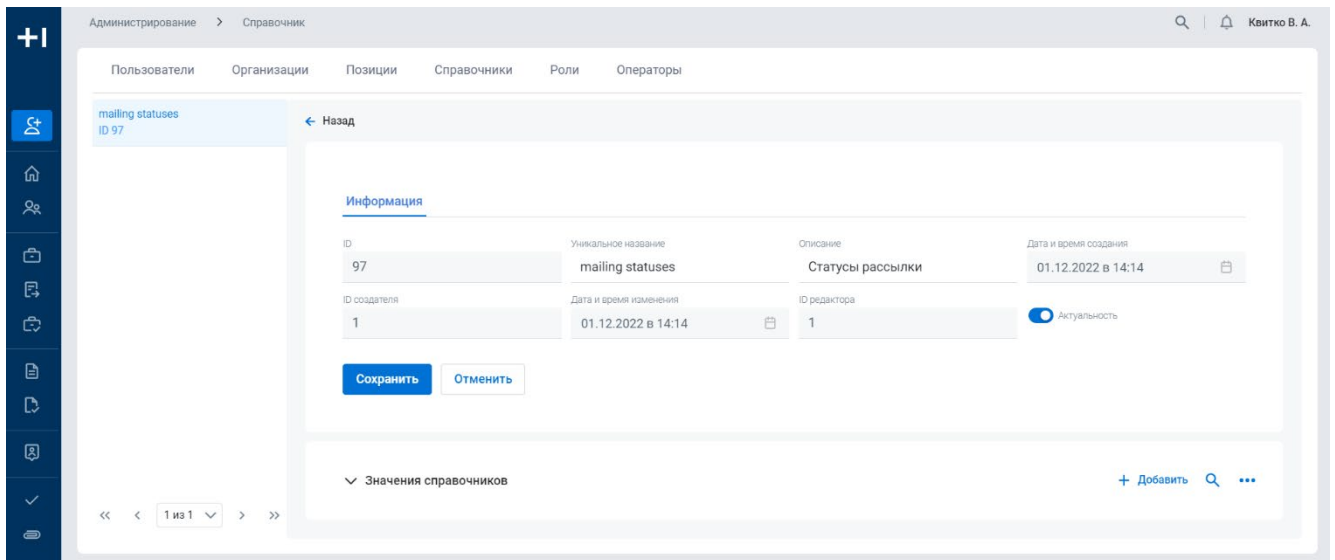 Администрирование > Справочник
Квитко В. А.
Пользователи Организации Позиции Справочники Роли Операторы
mailing statuses
ID 97
Назад
Информация
ID Уникальное название Описание Дата и время создания
97 mailing statuses Статусы рассылки 01.12.2022 в 14:14
ID создателя Дата и время изменения ID редактора
1 01.12.2022 в 14:14 1 Актуальность
Сохранить Отменить
Значения справочников + Добавить
<< < 1 из 1 > >>